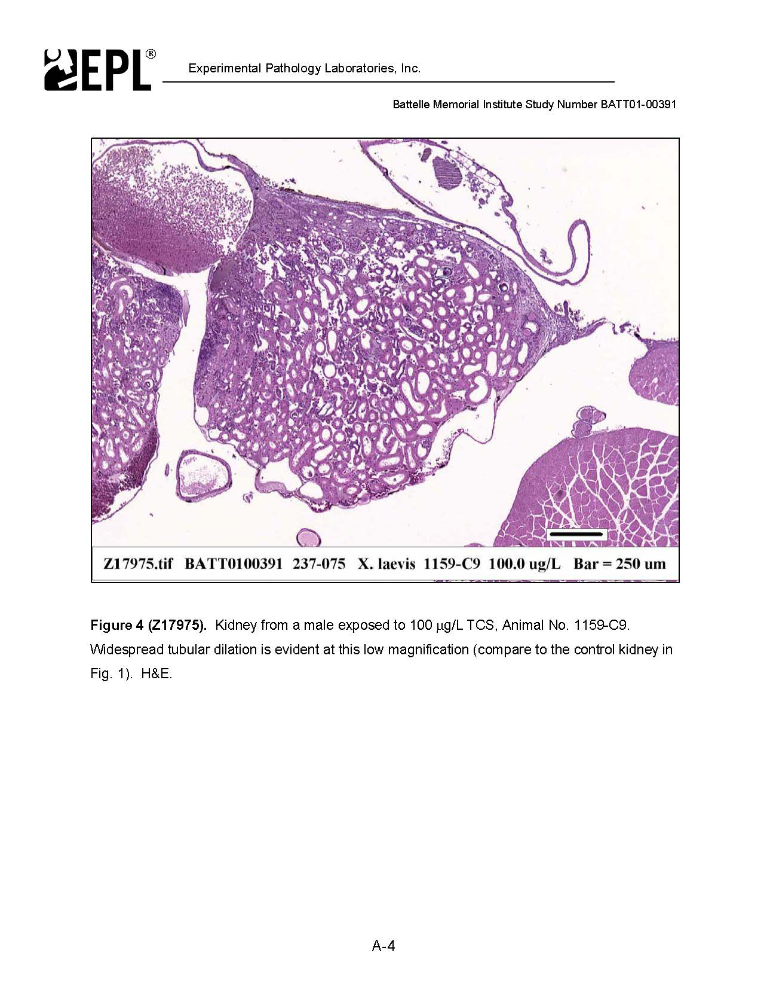 EPL®
Experimental Pathology Laboratories, Inc.
Battelle Memorial Institute Study Number BATT01-00391
Z17975.tif BATT0100391 237-075 X. laevis 1159-C9 100.0 ug/L Bar = 250 um
Figure 4 (Z17975). Kidney from a male exposed to 100 μg/L TCS, Animal No. 1159-C9.
Widespread tubular dilation is evident at this low magnification (compare to the control kidney in
Fig. 1). H&E.
A-4